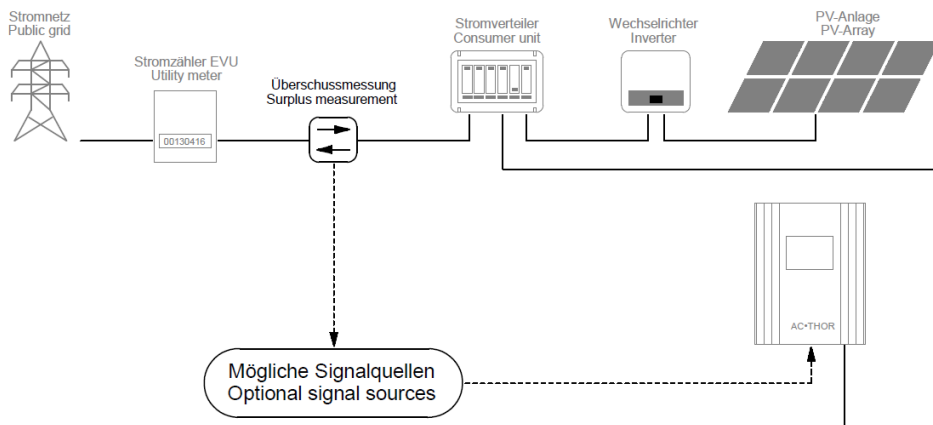 Stromnetz
Public grid
Stromzähler EVU
Utility meter
00130416
Überschussmessung
Surplus measurement
Stromverteiler
Consumer unit
Wechselrichter
Inverter
PV-Anlage
PV-Array
AC•THOR
Mögliche Signalquellen
Optional signal sources